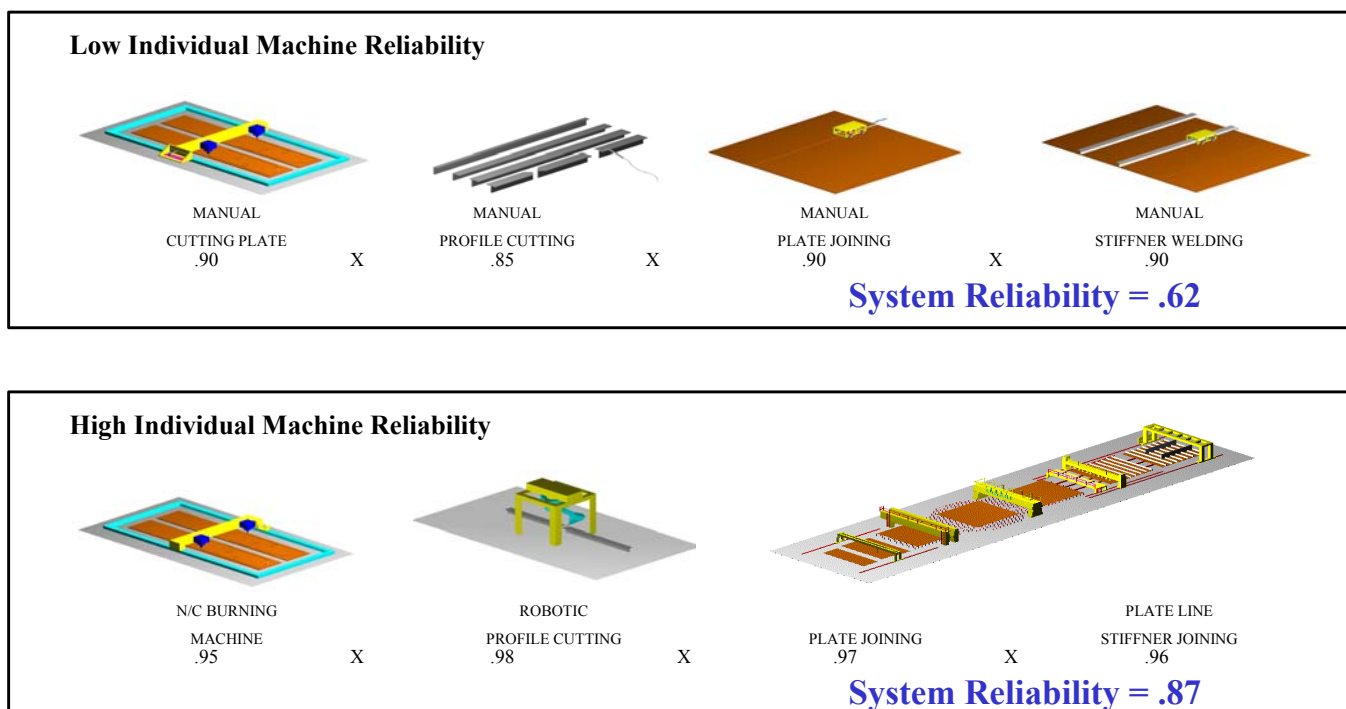 Low Individual Machine Reliability
MANUAL MANUAL MANUAL MANUAL
CUTTING PLATE PROFILE CUTTING PLATE JOINING STIFFNER WELDING
.90 X .85 X .90 X .90
System Reliability = .62
High Individual Machine Reliability
N/C BURNING ROBOTIC PLATE LINE
MACHINE PROFILE CUTTING PLATE JOINING STIFFNER JOINING
.95 X .98 X .97 X .96
System Reliability = .87